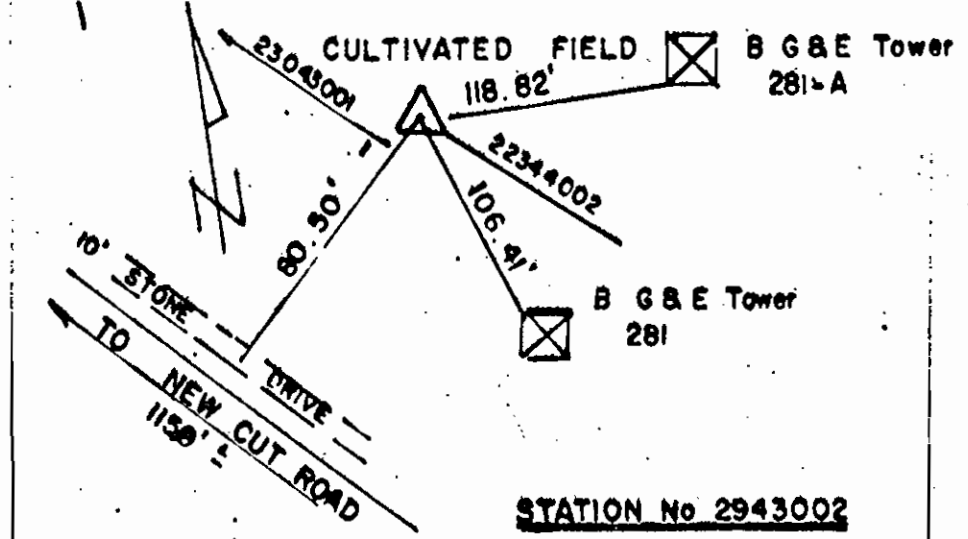 CULTIVATED FIELD
B G & E Tower
281-A
118.82'
23043001
22344002
80.50'
106.41'
B G & E Tower
281
N
10' STONE DRIVE
TO NEW CUT ROAD
STATION No 2943002